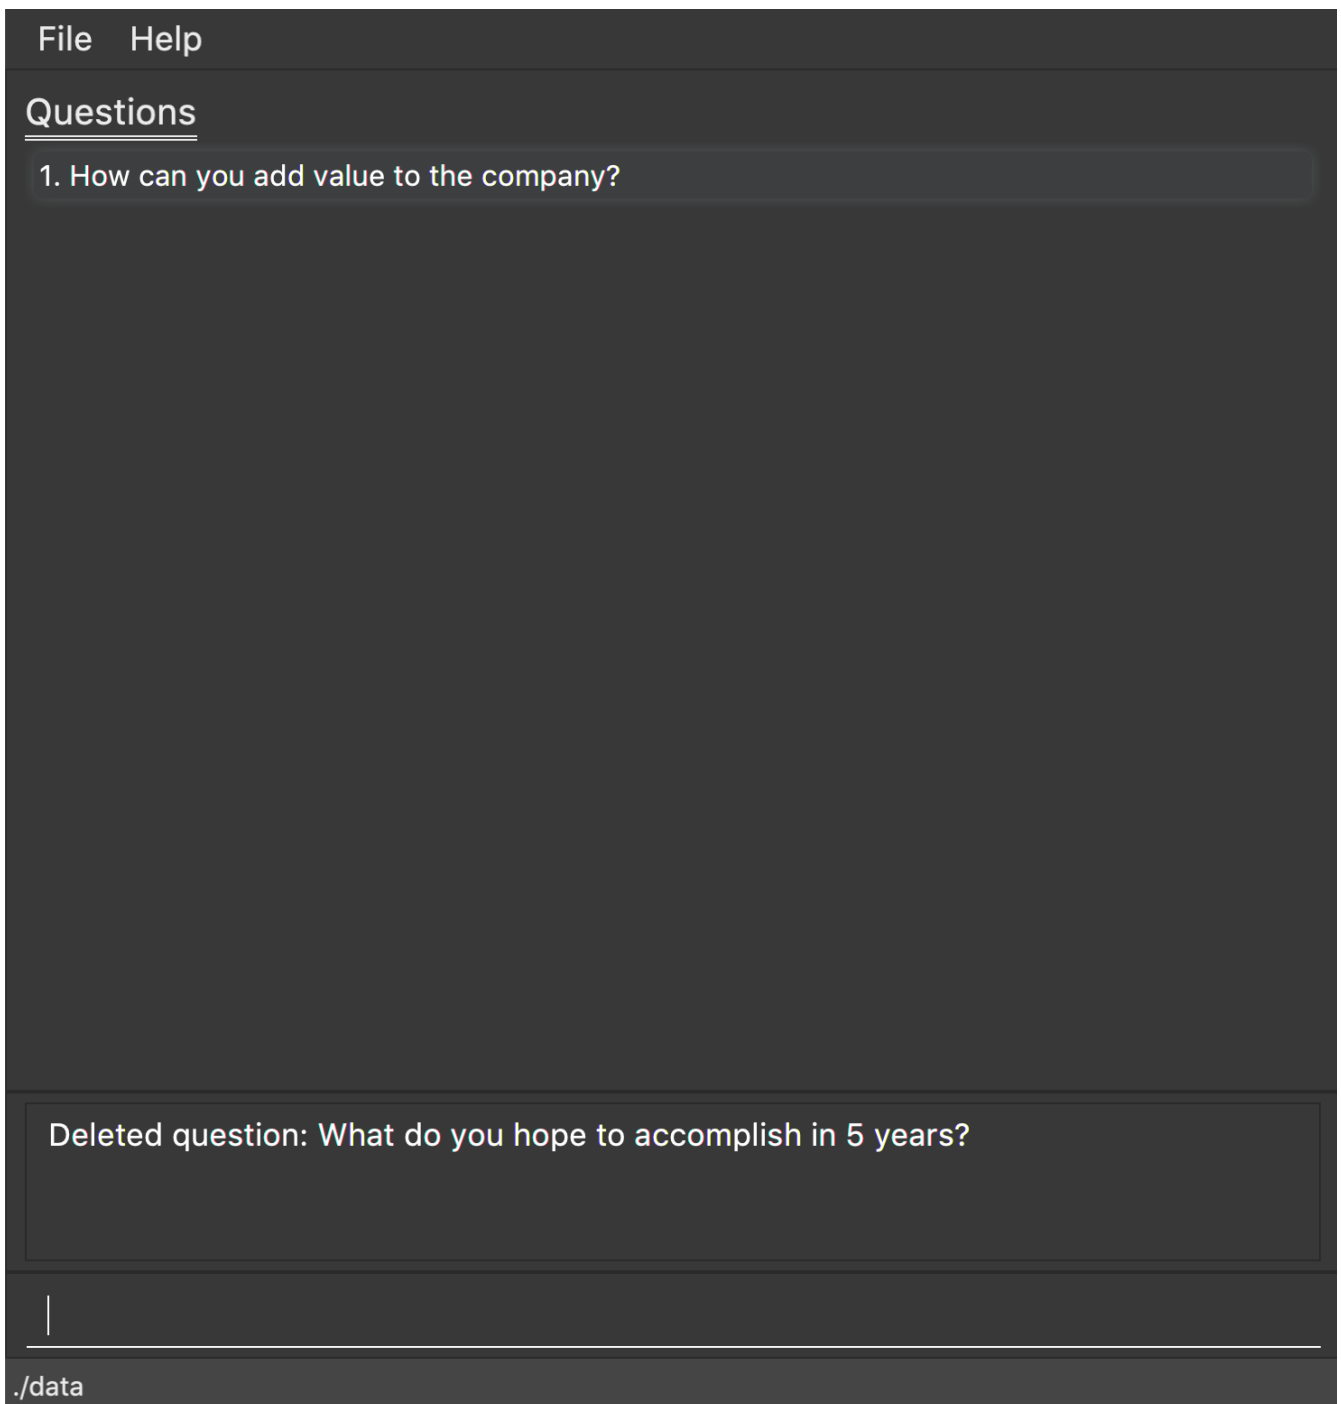 File Help
Questions
1. How can you add value to the company?
Deleted question: What do you hope to accomplish in 5 years?
./data